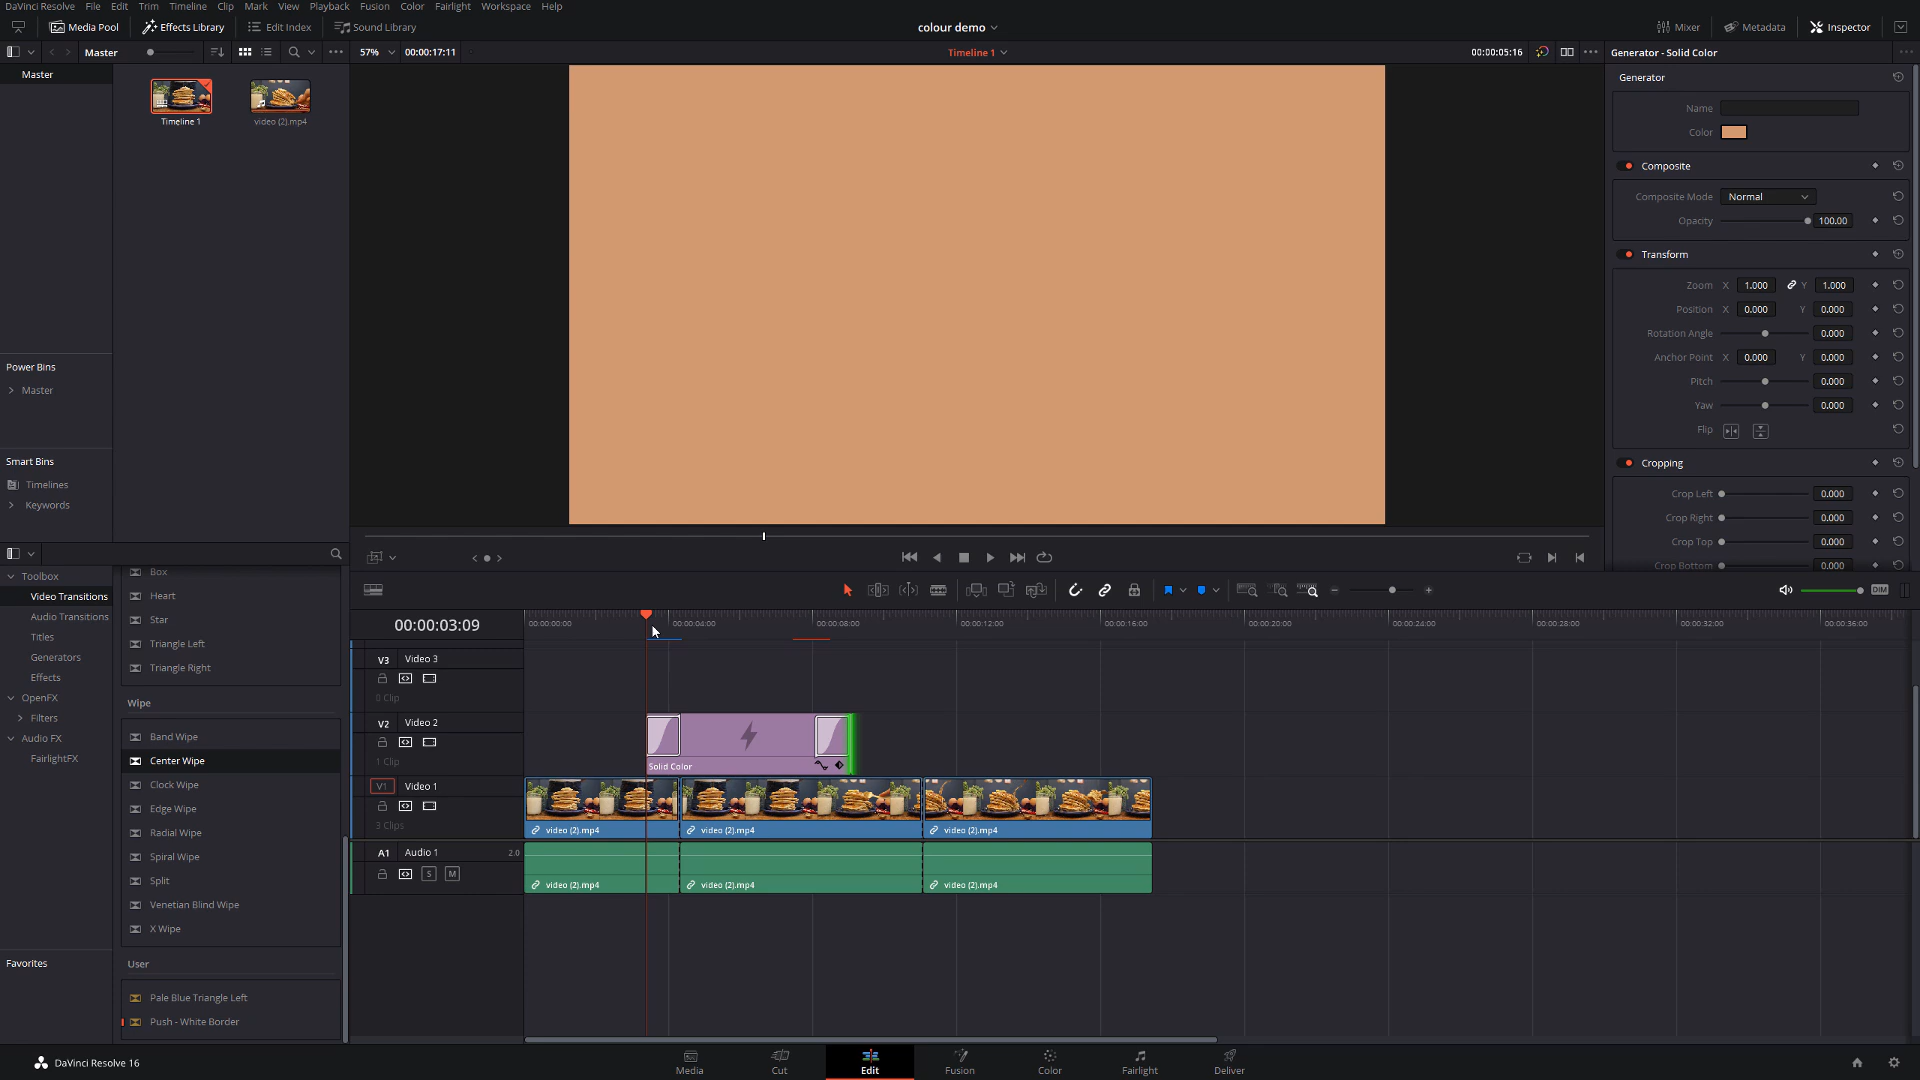 DaVinci Resolve File Edit Trim Timeline Clip Mark View Playback Fusion Color Fairlight Workspace Help
Media Pool Effects Library Edit Index Sound Library colour demo Mixer Metadata Inspector
Master 57% 00:00:17:11 Timeline 1 00:00:05:16 Generator - Solid Color
Master
Timeline 1
video (2).mp4
Power Bins
Master
Smart Bins
Timelines
Keywords
Generator
Name
Color
Composite
Composite Mode Normal
Opacity 100.00
Transform
Zoom X 1.000 Y 1.000
Position X 0.000 Y 0.000
Rotation Angle 0.000
Anchor Point X 0.000 Y 0.000
Pitch 0.000
Yaw 0.000
Flip
Cropping
Crop Left 0.000
Crop Right 0.000
Crop Top 0.000
Crop Bottom 0.000
Toolbox
Video Transitions
Audio Transitions
Titles
Generators
Effects
OpenFX
Filters
Audio FX
FairlightFX
Favorites
Box
Heart
Star
Triangle Left
Triangle Right
Wipe
Band Wipe
Center Wipe
Clock Wipe
Edge Wipe
Radial Wipe
Spiral Wipe
Split
Venetian Blind Wipe
X Wipe
User
Pale Blue Triangle Left
Push - White Border
DIM
00:00:03:09 00:00:00:00 00:00:04:00 00:00:08:00 00:00:12:00 00:00:16:00 00:00:20:00 00:00:24:00 00:00:28:00 00:00:32:00 00:00:36:00
V3 Video 3
0 Clip
V2 Video 2
1 Clip
Solid Color
V1 Video 1
3 Clips
video (2).mp4 video (2).mp4 video (2).mp4
A1 Audio 1 2.0
S M
video (2).mp4 video (2).mp4 video (2).mp4
DaVinci Resolve 16
Media Cut Edit Fusion Color Fairlight Deliver